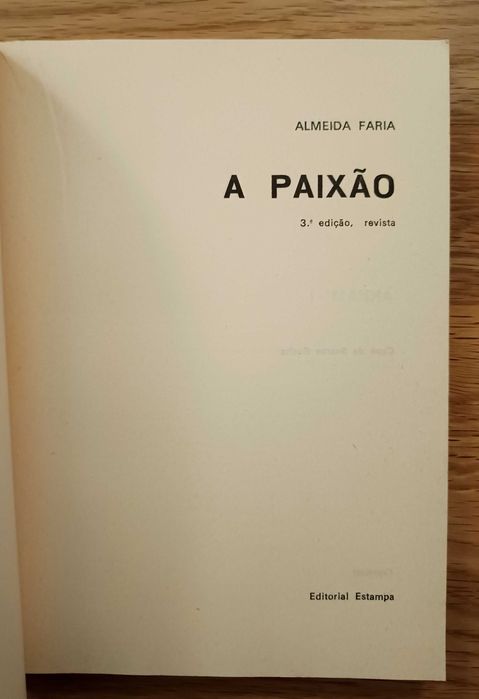 ALMEIDA FARIA
A PAIXÃO
3.ª edição, revista
Editorial Estampa